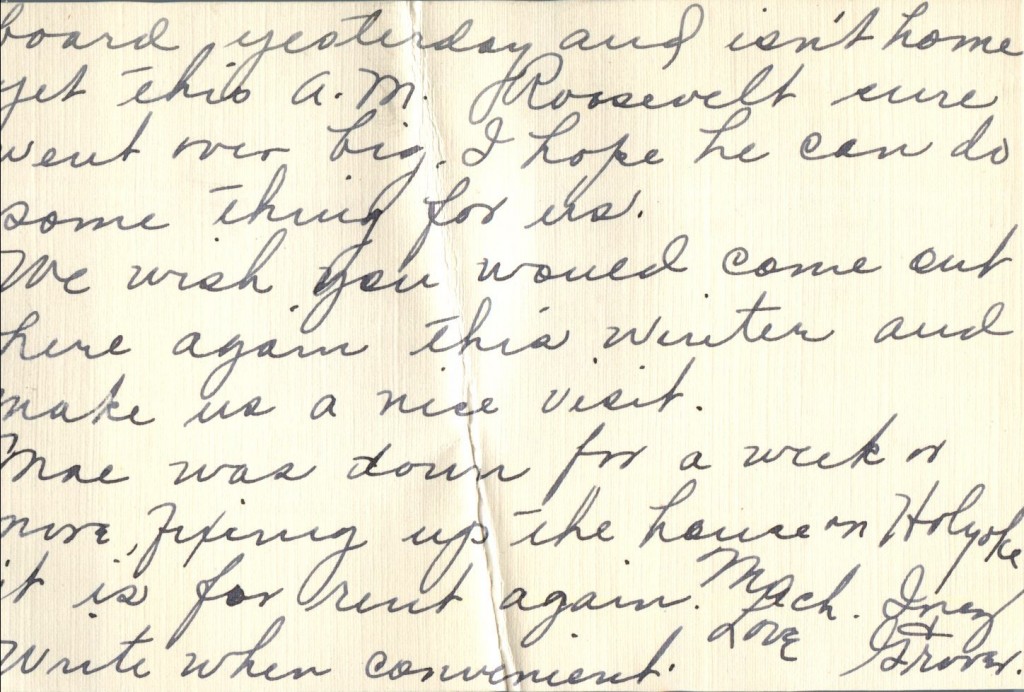 board yesterday and isn't home
yet this A.M. Roosevelt sure
went over big. I hope he can do
some thing for us.
We wish you would come out
here again this winter and
make us a nice visit.
Mae was down for a week or
more, fixing up the house on Holyoke
it is for rent again. Much. Inez
Write when convenient. Love + Grover.